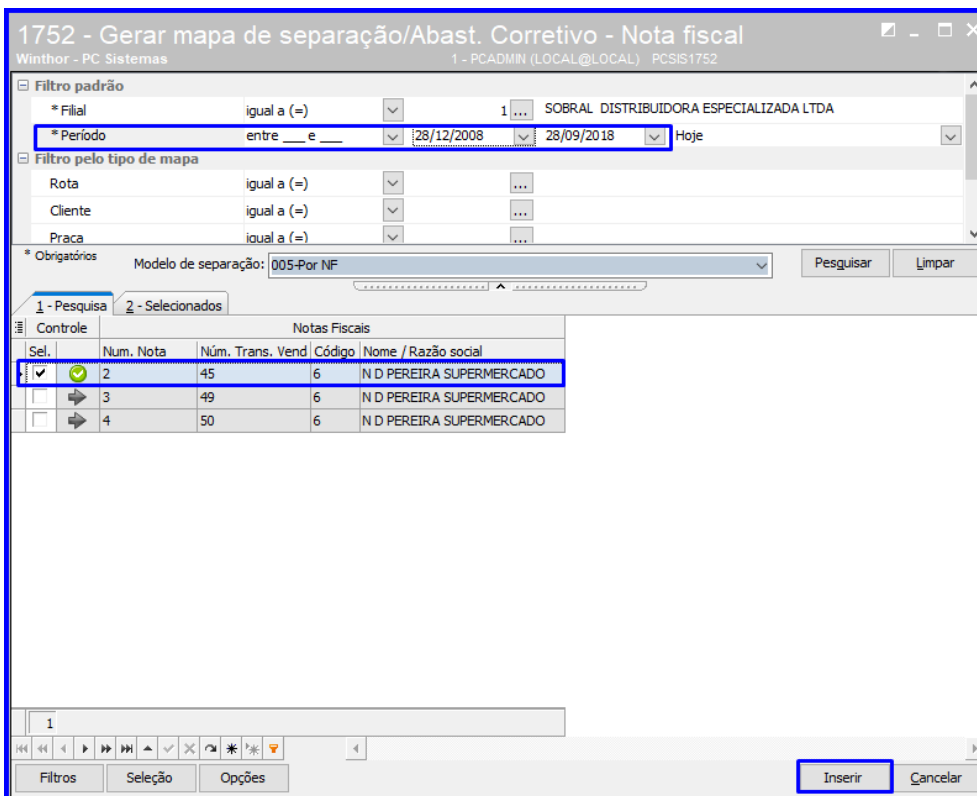 1752 - Gerar mapa de separação/Abast. Corretivo - Nota fiscal
Winthor - PC Sistemas 1 - PCADMIN (LOCAL@LOCAL) PCSIS1752
Filtro padrão
* Filial igual a (=) 1 ... SOBRAL DISTRIBUIDORA ESPECIALIZADA LTDA
* Período entre ___ e ___ 28/12/2008 28/09/2018 Hoje
Filtro pelo tipo de mapa
Rota igual a (=) ...
Cliente igual a (=) ...
Praça igual a (=) ...
* Obrigatórios Modelo de separação: 005-Por NF Pesquisar Limpar
1 - Pesquisa 2 - Selecionados
Controle Notas Fiscais
Sel. Num. Nota Núm. Trans. Vend Código Nome / Razão social
2 45 6 N D PEREIRA SUPERMERCADO
3 49 6 N D PEREIRA SUPERMERCADO
4 50 6 N D PEREIRA SUPERMERCADO
1
Filtros Seleção Opções Inserir Cancelar